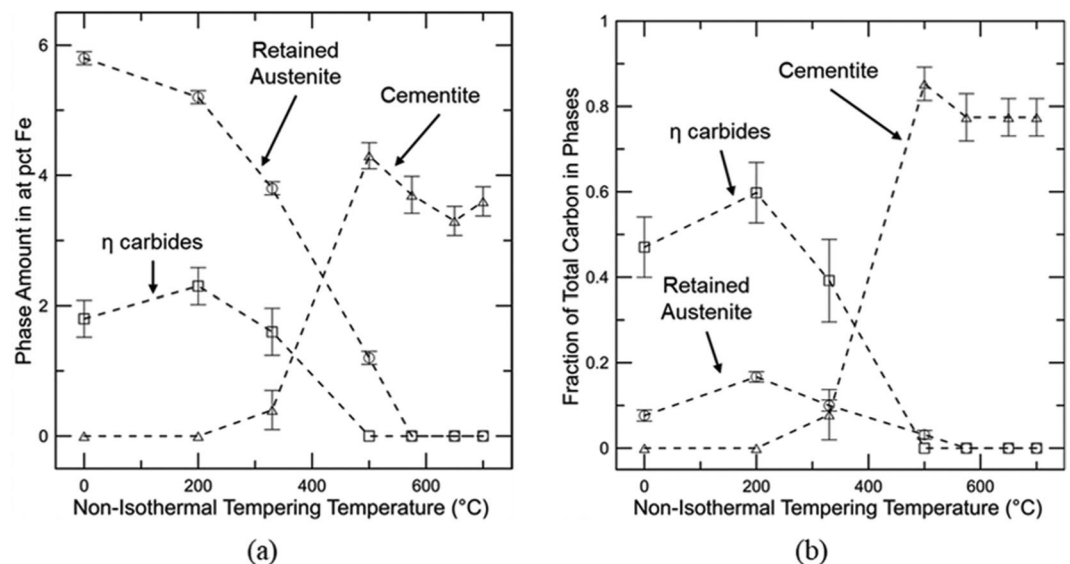 6
4
2
0
Phase Amount in at pct Fe
Retained
Austenite
Cementite
η carbides
0
200
400
600
Non-Isothermal Tempering Temperature (°C)
(a)
1
0.8
0.6
0.4
0.2
0
Fraction of Total Carbon in Phases
Cementite
η carbides
Retained
Austenite
0
200
400
600
Non-Isothermal Tempering Temperature (°C)
(b)